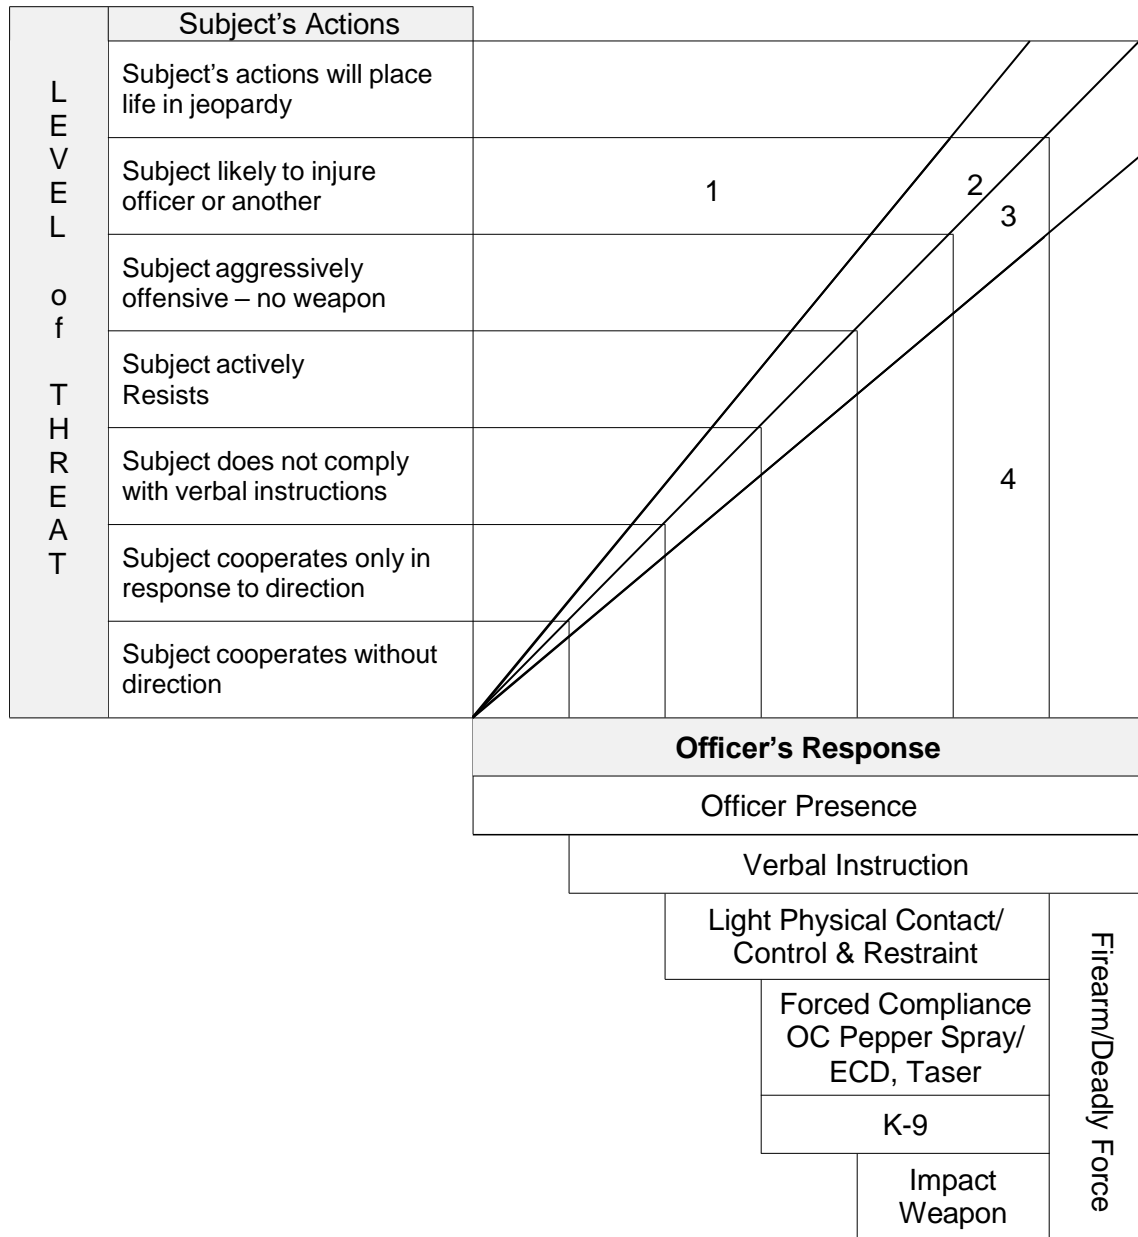 Subject's Actions
LEVEL of THREAT
Subject's actions will place
life in jeopardy
Subject likely to injure
officer or another
Subject aggressively
offensive – no weapon
Subject actively
Resists
Subject does not comply
with verbal instructions
Subject cooperates only in
response to direction
Subject cooperates without
direction
1
2
3
4
Officer's Response
Officer Presence
Verbal Instruction
Light Physical Contact/
Control & Restraint
Forced Compliance
OC Pepper Spray/
ECD, Taser
K-9
Impact
Weapon
Firearm/Deadly Force